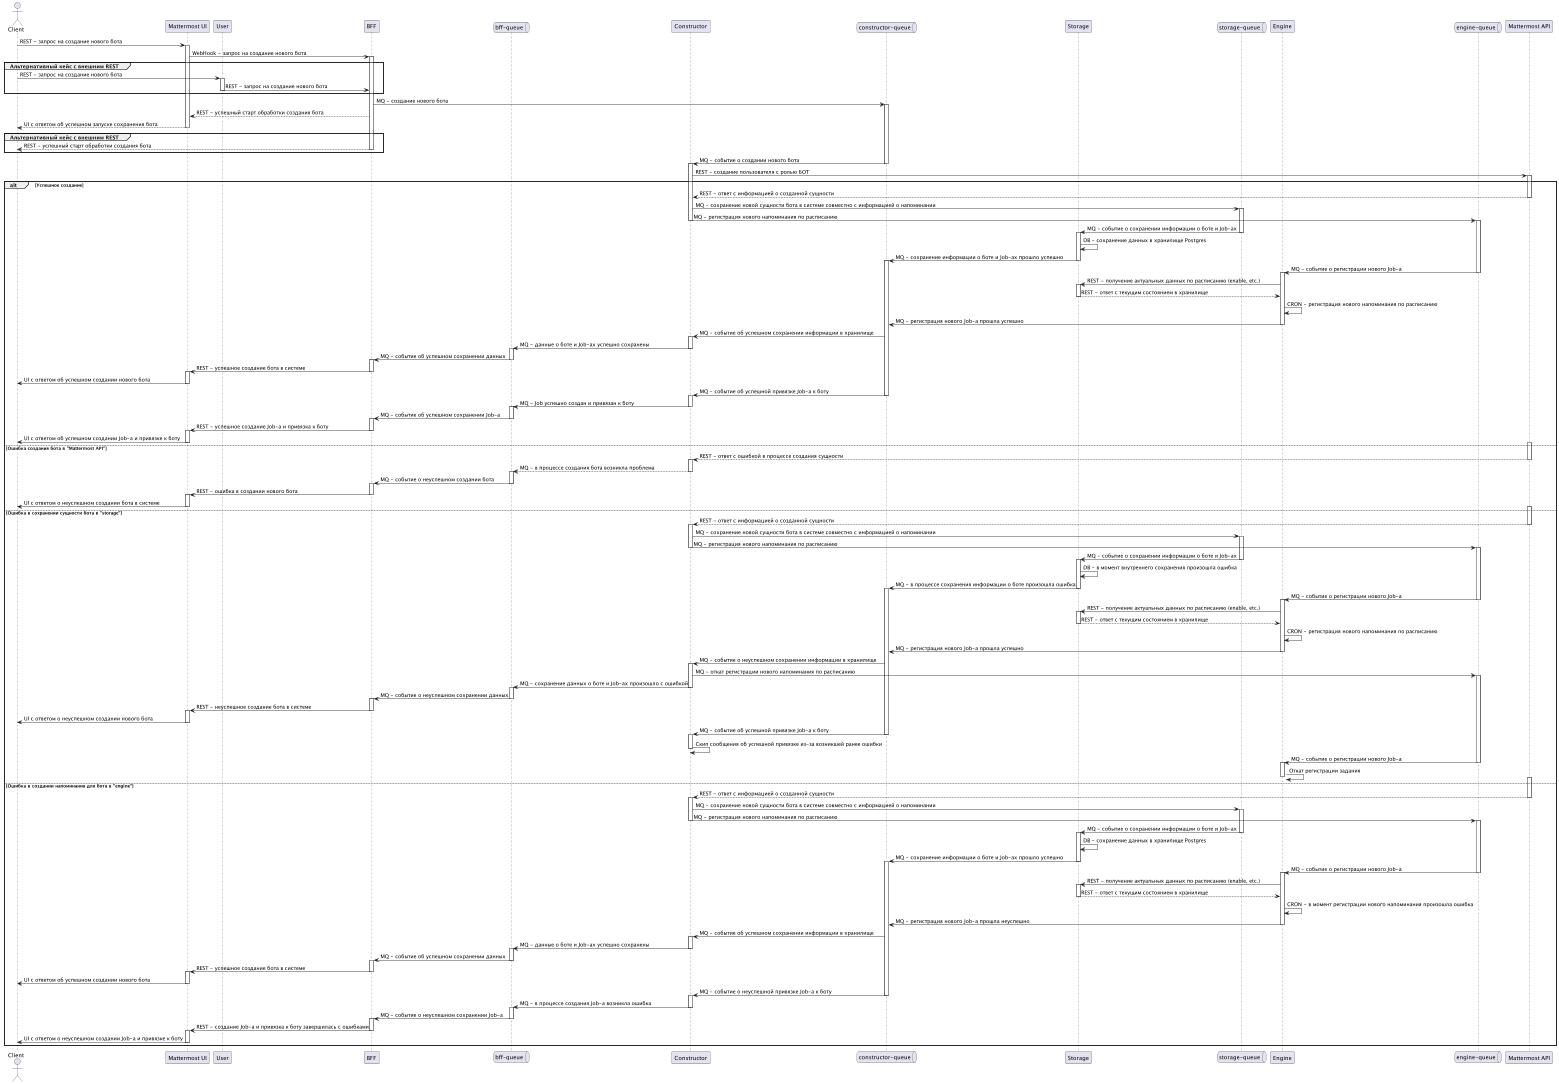 Client
Mattermost UI
User
BFF
bff-queue
Constructor
constructor-queue
Storage
storage-queue
Engine
engine-queue
Mattermost API
REST - запрос на создание нового бота
WebHook - запрос на создание нового бота
Альтернативный кейс с внешним REST
REST - запрос на создание нового бота
REST - запрос на создание нового бота
MQ - создание нового бота
REST - успешный старт обработки создания бота
UI с ответом об успешном запуске сохранения бота
Альтернативный кейс с внешним REST
REST - успешный старт обработки создания бота
MQ - событие о создании нового бота
REST - создание пользователя с ролью БОТ
alt
[Успешное создание]
REST - ответ с информацией о созданной сущности
MQ - сохранение новой сущности бота в системе совместно с информацией о напоминании
MQ - регистрация нового напоминания по расписанию
MQ - событие о сохранении информации о боте и Job-ах
DB - сохранение данных в хранилище Postgres
MQ - сохранение информации о боте и Job-ах прошло успешно
MQ - событие о регистрации нового Job-а
REST - получение актуальных данных по расписанию (enable, etc.)
REST - ответ с текущим состоянием в хранилище
CRON - регистрация нового напоминания по расписанию
MQ - регистрация нового Job-а прошла успешно
MQ - событие об успешном сохранении информации в хранилище
MQ - данные о боте и Job-ах успешно сохранены
MQ - событие об успешном сохранении данных
REST - успешное создание бота в системе
UI с ответом об успешном создании нового бота
MQ - событие об успешной привязке Job-а к боту
MQ - Job успешно создан и привязан к боту
MQ - событие об успешном сохранении Job-а
REST - успешное создание Job-а и привязка к боту
UI с ответом об успешном создании Job-а и привязке к боту
[Ошибка создания бота в "Mattermost API"]
REST - ответ с ошибкой в процессе создания сущности
MQ - в процессе создания бота возникла проблема
MQ - событие о неуспешном создании бота
REST - ошибка в создании нового бота
UI с ответом о неуспешном создании бота в системе
[Ошибка в сохранении сущности бота в "storage"]
REST - ответ с информацией о созданной сущности
MQ - сохранение новой сущности бота в системе совместно с информацией о напоминании
MQ - регистрация нового напоминания по расписанию
MQ - событие о сохранении информации о боте и Job-ах
DB - в момент внутреннего сохранения произошла ошибка
MQ - в процессе сохранения информации о боте произошла ошибка
MQ - событие о регистрации нового Job-а
REST - получение актуальных данных по расписанию (enable, etc.)
REST - ответ с текущим состоянием в хранилище
CRON - регистрация нового напоминания по расписанию
MQ - регистрация нового Job-а прошла успешно
MQ - событие о неуспешном сохранении информации в хранилище
MQ - откат регистрации нового напоминания по расписанию
MQ - сохранение данных о боте и Job-ах произошло с ошибкой
MQ - событие о неуспешном сохранении данных
REST - неуспешное создание бота в системе
UI с ответом о неуспешном создании нового бота
MQ - событие об успешной привязке Job-а к боту
Скип сообщения об успешной привязке из-за возникшей ранее ошибки
MQ - событие о регистрации нового Job-а
Откат регистрации задания
[Ошибка в создании напоминания для бота в "engine"]
REST - ответ с информацией о созданной сущности
MQ - сохранение новой сущности бота в системе совместно с информацией о напоминании
MQ - регистрация нового напоминания по расписанию
MQ - событие о сохранении информации о боте и Job-ах
DB - сохранение данных в хранилище Postgres
MQ - сохранение информации о боте и Job-ах прошло успешно
MQ - событие о регистрации нового Job-а
REST - получение актуальных данных по расписанию (enable, etc.)
REST - ответ с текущим состоянием в хранилище
CRON - в момент регистрации нового напоминания произошла ошибка
MQ - регистрация нового Job-а прошла неуспешно
MQ - событие об успешном сохранении информации в хранилище
MQ - данные о боте и Job-ах успешно сохранены
MQ - событие об успешном сохранении данных
REST - успешное создание бота в системе
UI с ответом об успешном создании нового бота
MQ - событие о неуспешной привязке Job-а к боту
MQ - в процессе создания Job-а возникла ошибка
MQ - событие о неуспешном сохранении Job-а
REST - создание Job-а и привязка к боту завершилась с ошибками
UI с ответом о неуспешном создании Job-а и привязке к боту
Client
Mattermost UI
User
BFF
bff-queue
Constructor
constructor-queue
Storage
storage-queue
Engine
engine-queue
Mattermost API